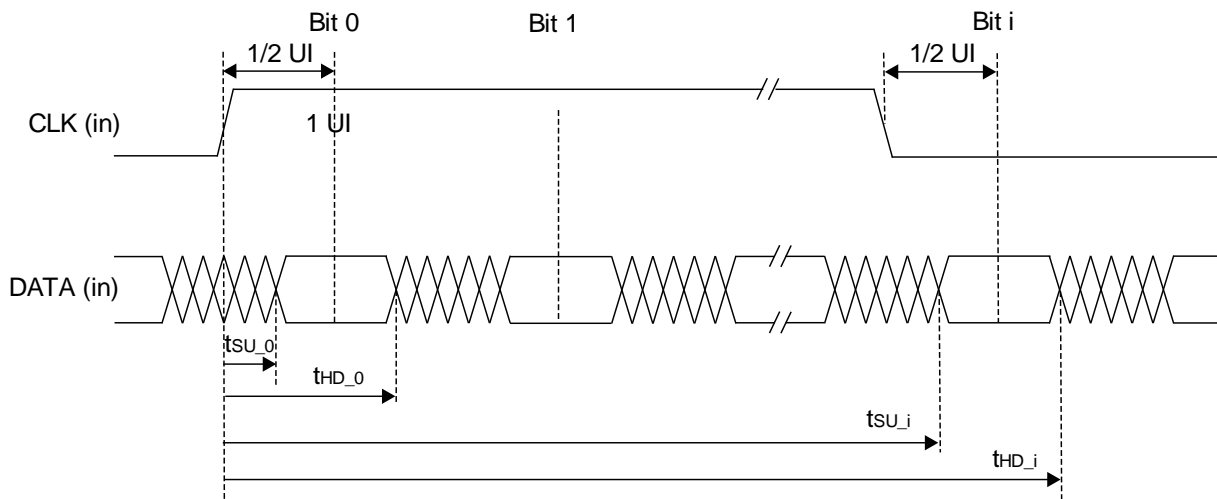 Bit 0 Bit 1 Bit i
1/2 UI 1/2 UI
CLK (in) 1 UI
DATA (in)
tSU_0
tHD_0
tSU_i
tHD_i